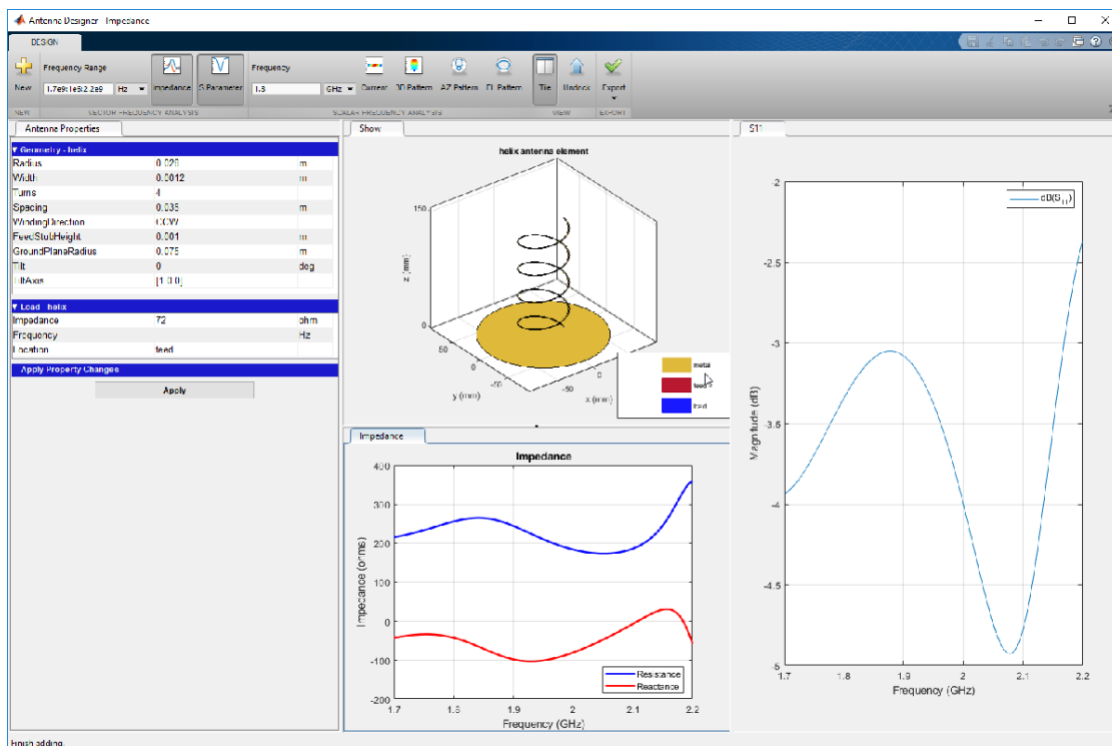 Antenna Designer - Impedance
DESIGN
Frequency Range
Frequency
New
1.7e9:1e6:2.2e9
Hz
Impedance
S Parameter
GHz
Current
3D Pattern
AZ Pattern
EL Pattern
Tile
Undock
Export
NEW
VECTOR FREQUENCY ANALYSIS
SCALAR FREQUENCY ANALYSIS
VIEW
EXPORT
Antenna Properties
Geometry - helix
Radius 0.028 m
Width 0.0012 m
Turns 4
Spacing 0.035 m
WindingDirection CCW
FeedStubHeight 0.001 m
GroundPlaneRadius 0.075 m
Tilt 0 deg
TiltAxis [1 0 0]
Load - helix
Impedance 72 ohm
Frequency Hz
Location feed
Apply Property Changes
Apply
Show
helix antenna element
150
100
50
0
z (mm)
50
0
-50
y (mm)
-50
0
x (mm)
metal
feed
load
Impedance
Impedance
400
300
200
100
0
-100
-200
Impedance (ohms)
1.7
1.8
1.9
2
2.1
2.2
Frequency (GHz)
Resistance
Reactance
S11
dB(S11)
-2
-2.5
-3
-3.5
-4
-4.5
-5
Magnitude (dB)
1.7
1.8
1.9
2
2.1
2.2
Frequency (GHz)
Finish adding.